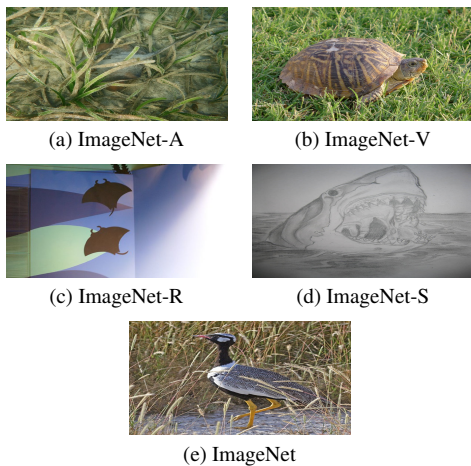 (a) ImageNet-A
(b) ImageNet-V
(c) ImageNet-R
(d) ImageNet-S
(e) ImageNet